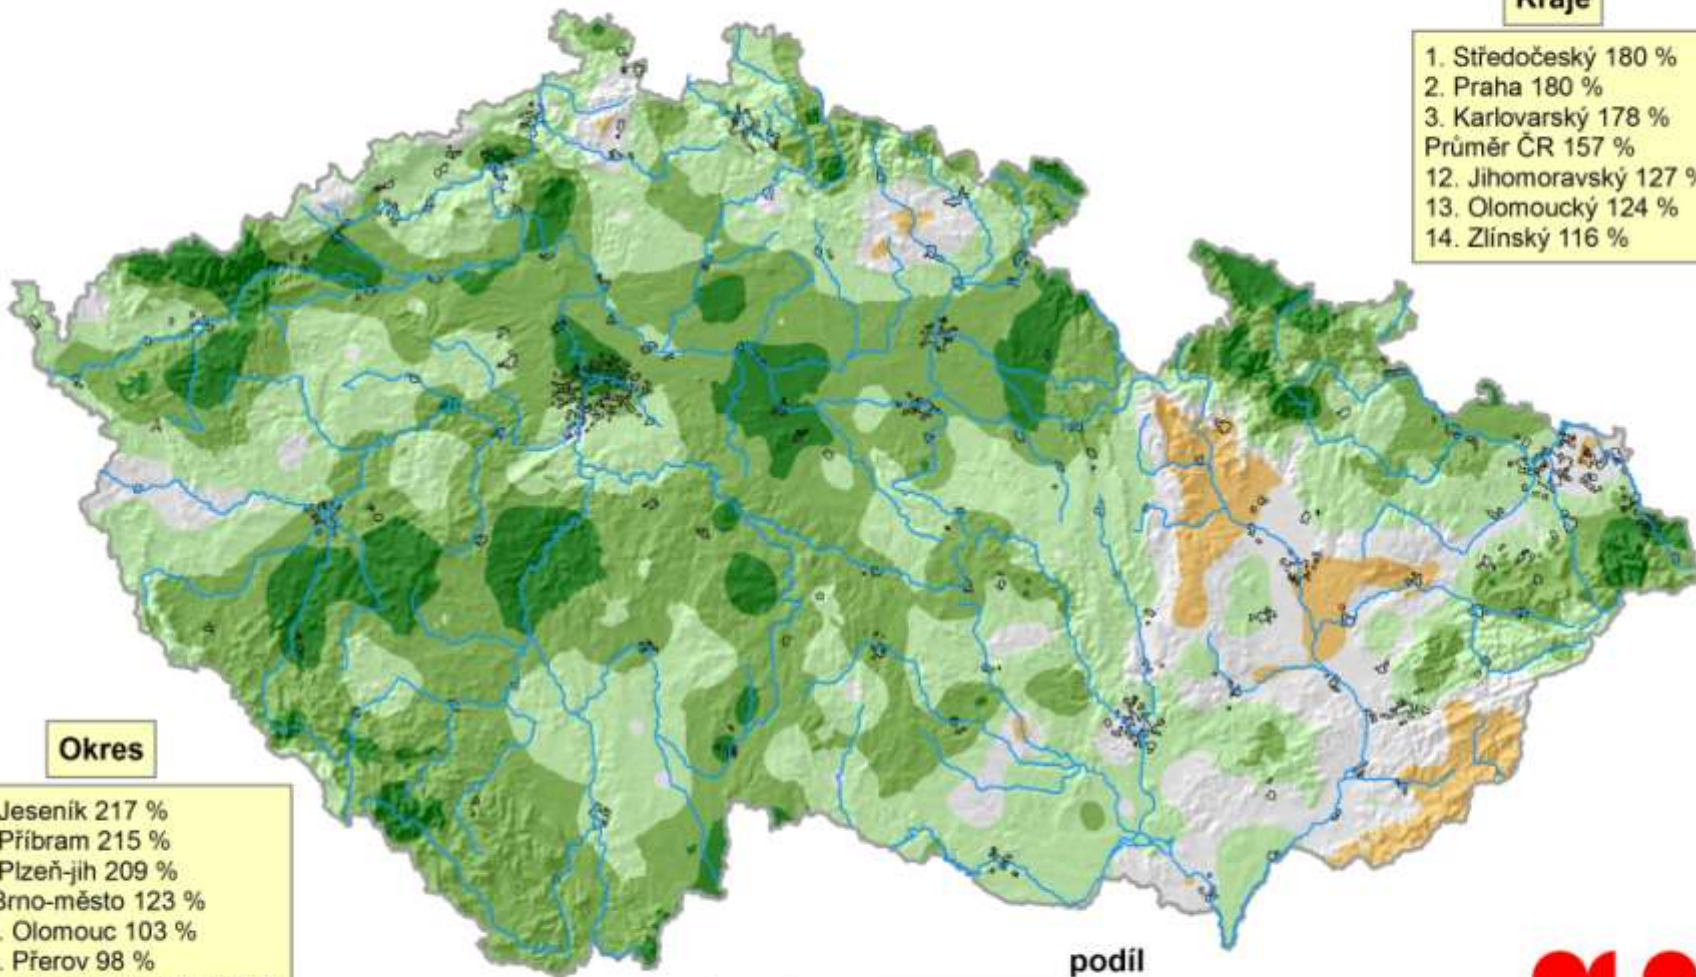 Kraje
1. Středočeský 180 %
2. Praha 180 %
3. Karlovarský 178 %
Průměr ČR 157 %
12. Jihomoravský 127 %
13. Olomoucký 124 %
14. Zlínský 116 %
Okres
Jeseník 217 %
Příbram 215 %
Plzeň-jih 209 %
Brno-město 123 %
. Olomouc 103 %
. Přerov 98 %
podíl